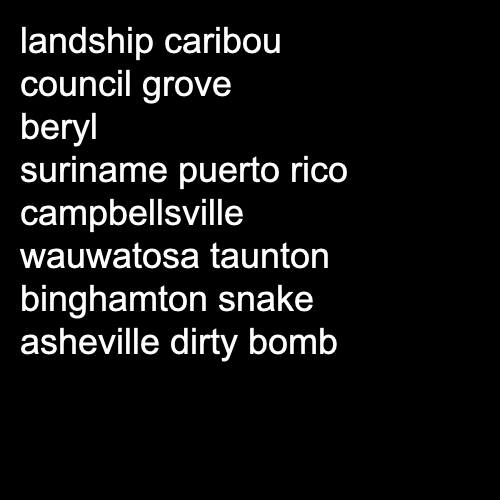 landship caribou
council grove
beryl
suriname puerto rico
campbellsville
wauwatosa taunton
binghamton snake
asheville dirty bomb